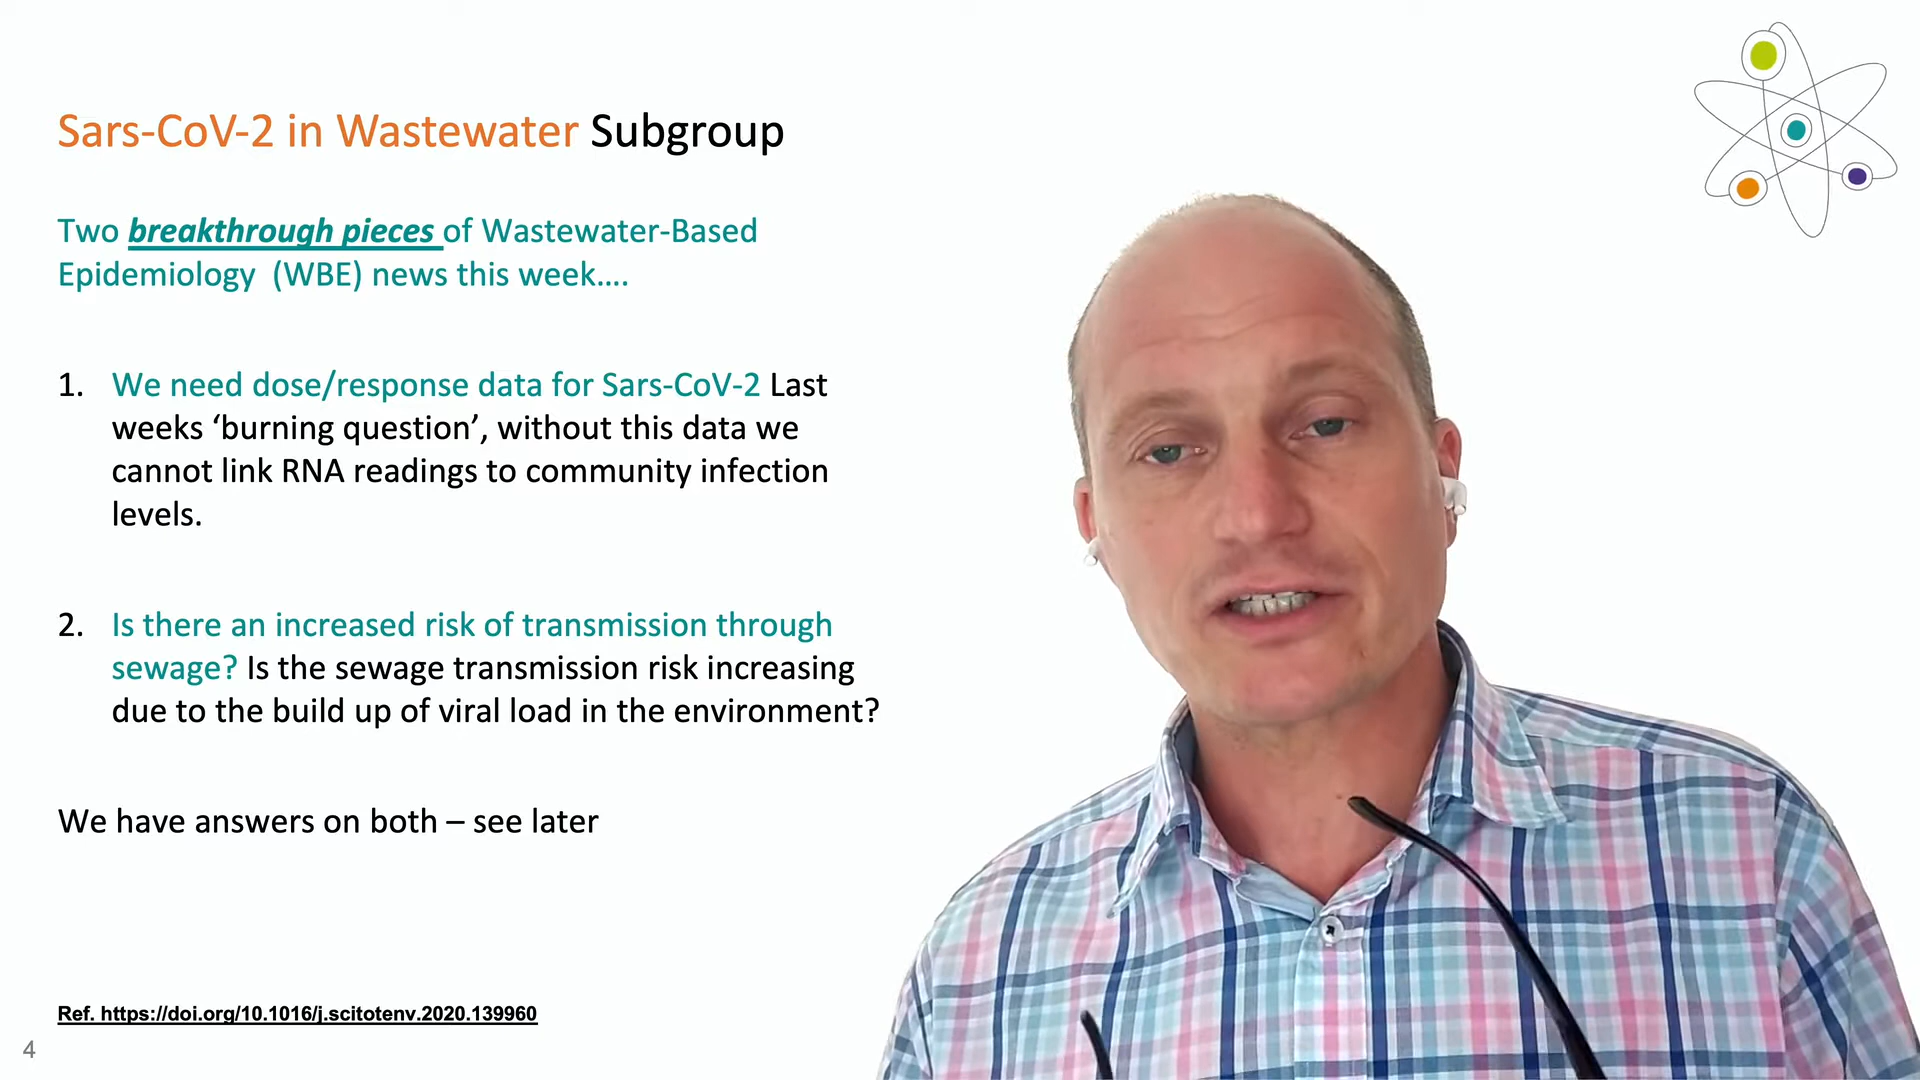 Sars-CoV-2 in Wastewater Subgroup
Two breakthrough pieces of Wastewater-Based
Epidemiology  (WBE) news this week....
1. We need dose/response data for Sars-CoV-2 Last
weeks ‘burning question’, without this data we
cannot link RNA readings to community infection
levels.
2. Is there an increased risk of transmission through
sewage? Is the sewage transmission risk increasing
due to the build up of viral load in the environment?
We have answers on both – see later
Ref. https://doi.org/10.1016/j.scitotenv.2020.139960
4